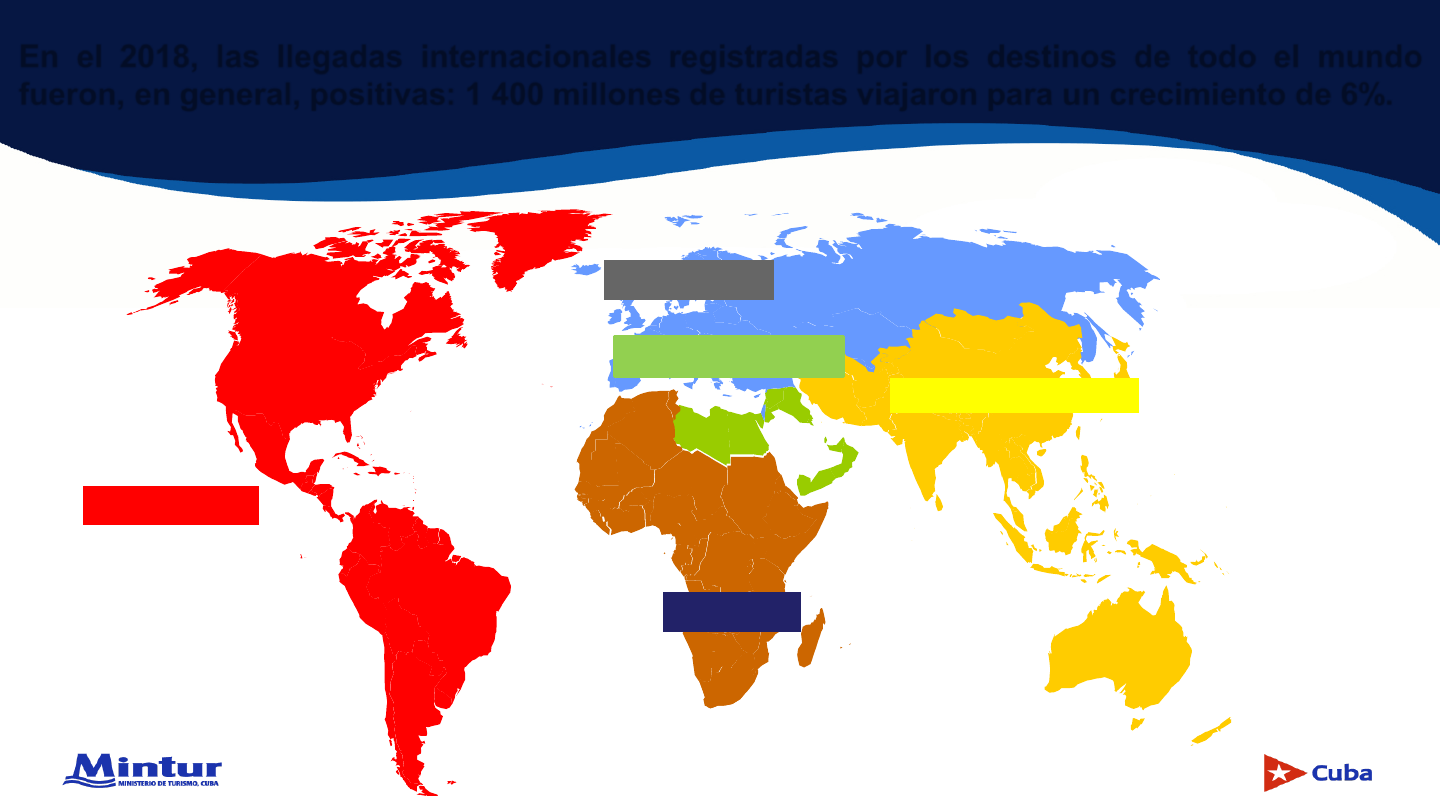 En el 2018, las llegadas internacionales registradas por los destinos de todo el mundo
fueron, en general, positivas: 1 400 millones de turistas viajaron para un crecimiento de 6%.
Mintur
MINISTERIO DE TURISMO, CUBA
Cuba